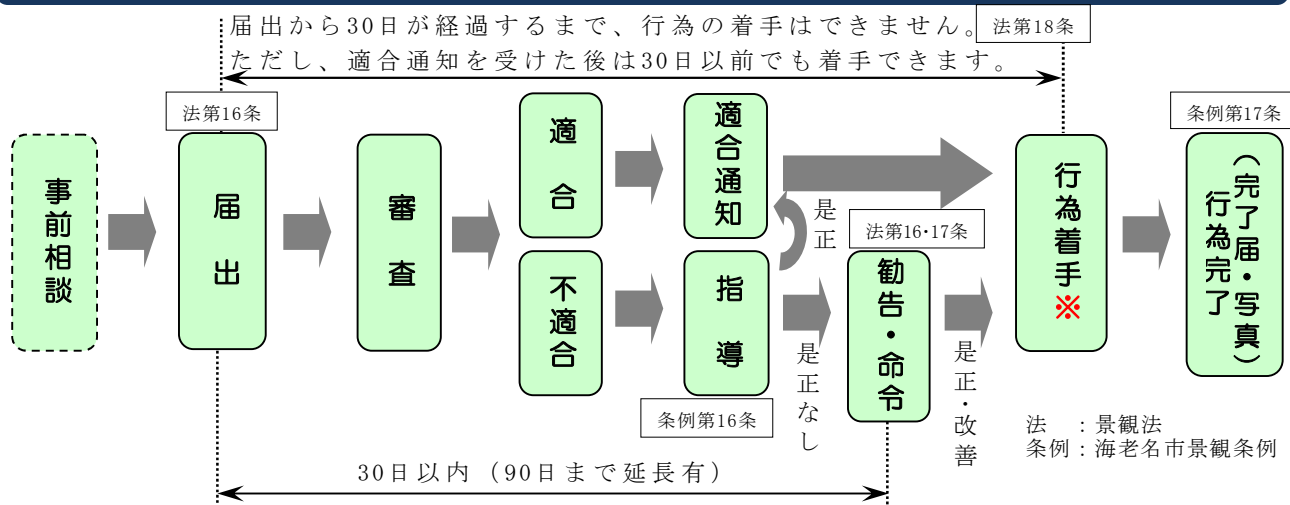 届出から30日が経過するまで、行為の着手はできません。
ただし、適合通知を受けた後は30日以前でも着手できます。
法第18条
事前相談
法第16条
届出
審査
適合
不適合
適合通知
指導
条例第16条
是正
是正なし
法第16・17条
勧告・命令
是正・改善
行為着手※
条例第17条
行為完了
（完了届・写真）
30日以内（90日まで延長有）
法　：景観法
条例：海老名市景観条例